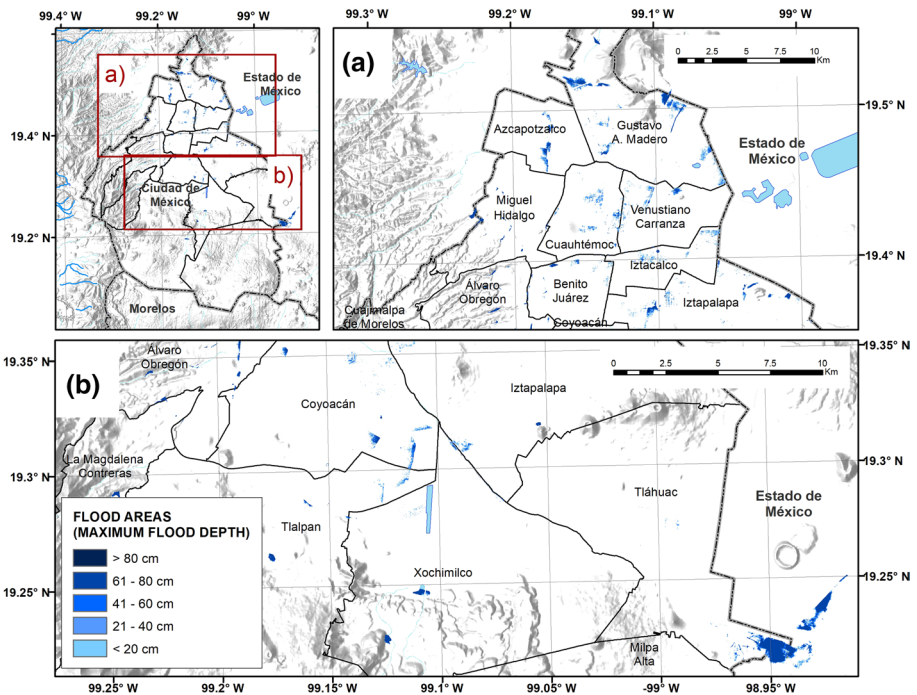 99.4° W
99.2° W
99° W
99.3° W
99.2° W
99.1° W
99° W
a)
Estado de
México
19.4° N
b)
Ciudad de
México
19.2° N
Morelos
(a)
0
2.5
5
7.5
10
Km
19.5° N
Azcapotzalco
Gustavo
A. Madero
Estado de
México
Miguel
Hidalgo
Venustiano
Carranza
Cuauhtémoc
19.4° N
Iztacalco
Álvaro
Obregón
Benito
Juárez
Iztapalapa
Cuajimalpa
de Morelos
Coyoacán
19.35° N
19.35° N
(b)
Álvaro
Obregón
0
2
4
6
8
10
Km
Iztapalapa
Coyoacán
19.3° N
19.3° N
La Magdalena
Contreras
Tláhuac
Estado de
México
FLOOD AREAS
(MAXIMUM FLOOD DEPTH)
> 80 cm
61 - 80 cm
41 - 60 cm
21 - 40 cm
< 20 cm
Tlalpan
Xochimilco
19.25° N
19.25° N
Milpa
Alta
99.25° W
99.2° W
99.15° W
99.1° W
99.05° W
99° W
98.95° W